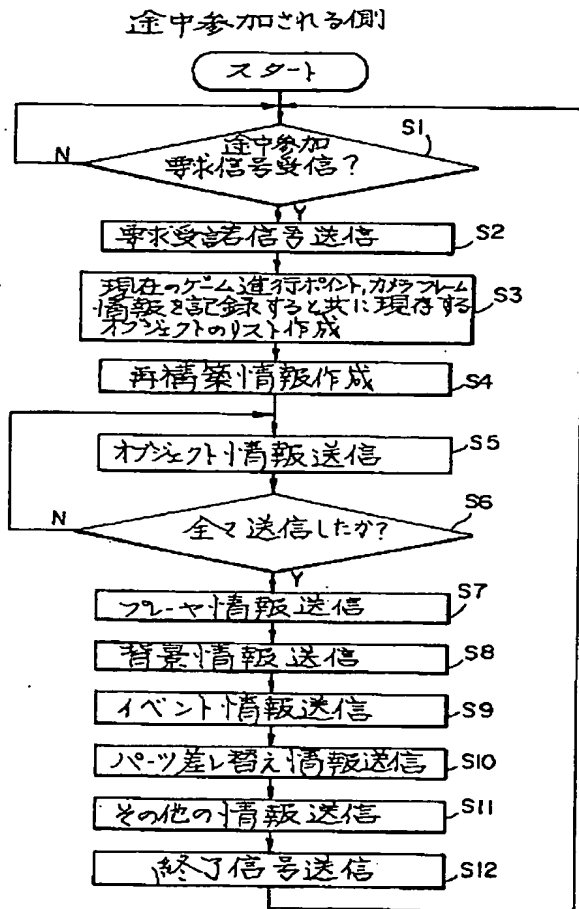 途中参加される側
スタート
途中参加
要求信号受信?
S1
N
Y
要求受諾信号送信
S2
現在のゲーム進行ポイント,カメラフレーム
情報を記録すると共に現存する
オブジェクトのリスト作成
S3
再構築情報作成
S4
オブジェクト情報送信
S5
全て送信したか?
S6
N
Y
プレーヤ情報送信
S7
背景情報送信
S8
イベント情報送信
S9
パーツ差し替え情報送信
S10
その他の情報送信
S11
終了信号送信
S12